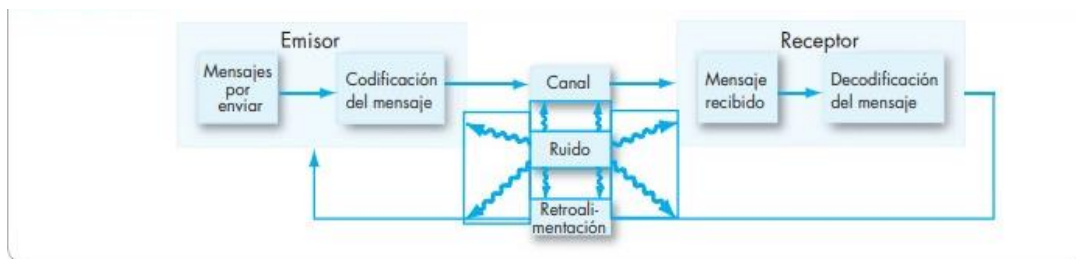 Emisor
Mensajes
por
enviar
Codificación
del mensaje
Canal
Ruido
Retroali-
mentación
Receptor
Mensaje
recibido
Decodificación
del mensaje